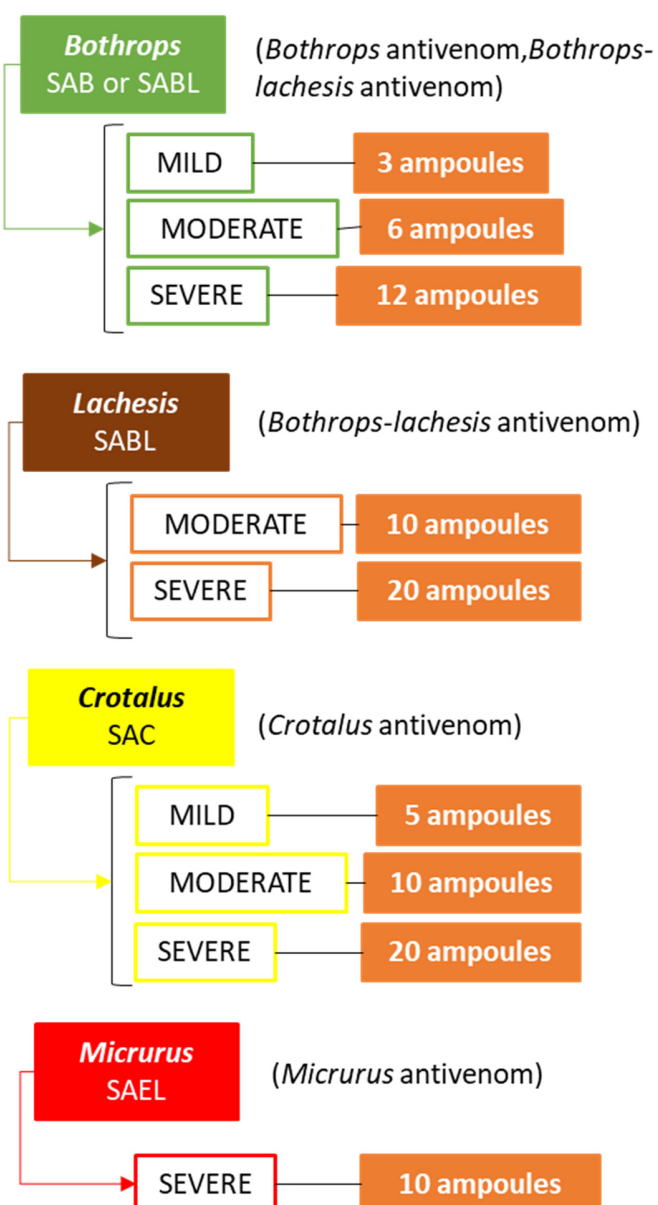 Bothrops
SAB or SABL
(Bothrops antivenom,Bothrops-
lachesis antivenom)
MILD
3 ampoules
MODERATE
6 ampoules
SEVERE
12 ampoules
Lachesis
SABL
(Bothrops-lachesis antivenom)
MODERATE
10 ampoules
SEVERE
20 ampoules
Crotalus
SAC
(Crotalus antivenom)
MILD
5 ampoules
MODERATE
10 ampoules
SEVERE
20 ampoules
Micrurus
SAEL
(Micrurus antivenom)
SEVERE
10 ampoules